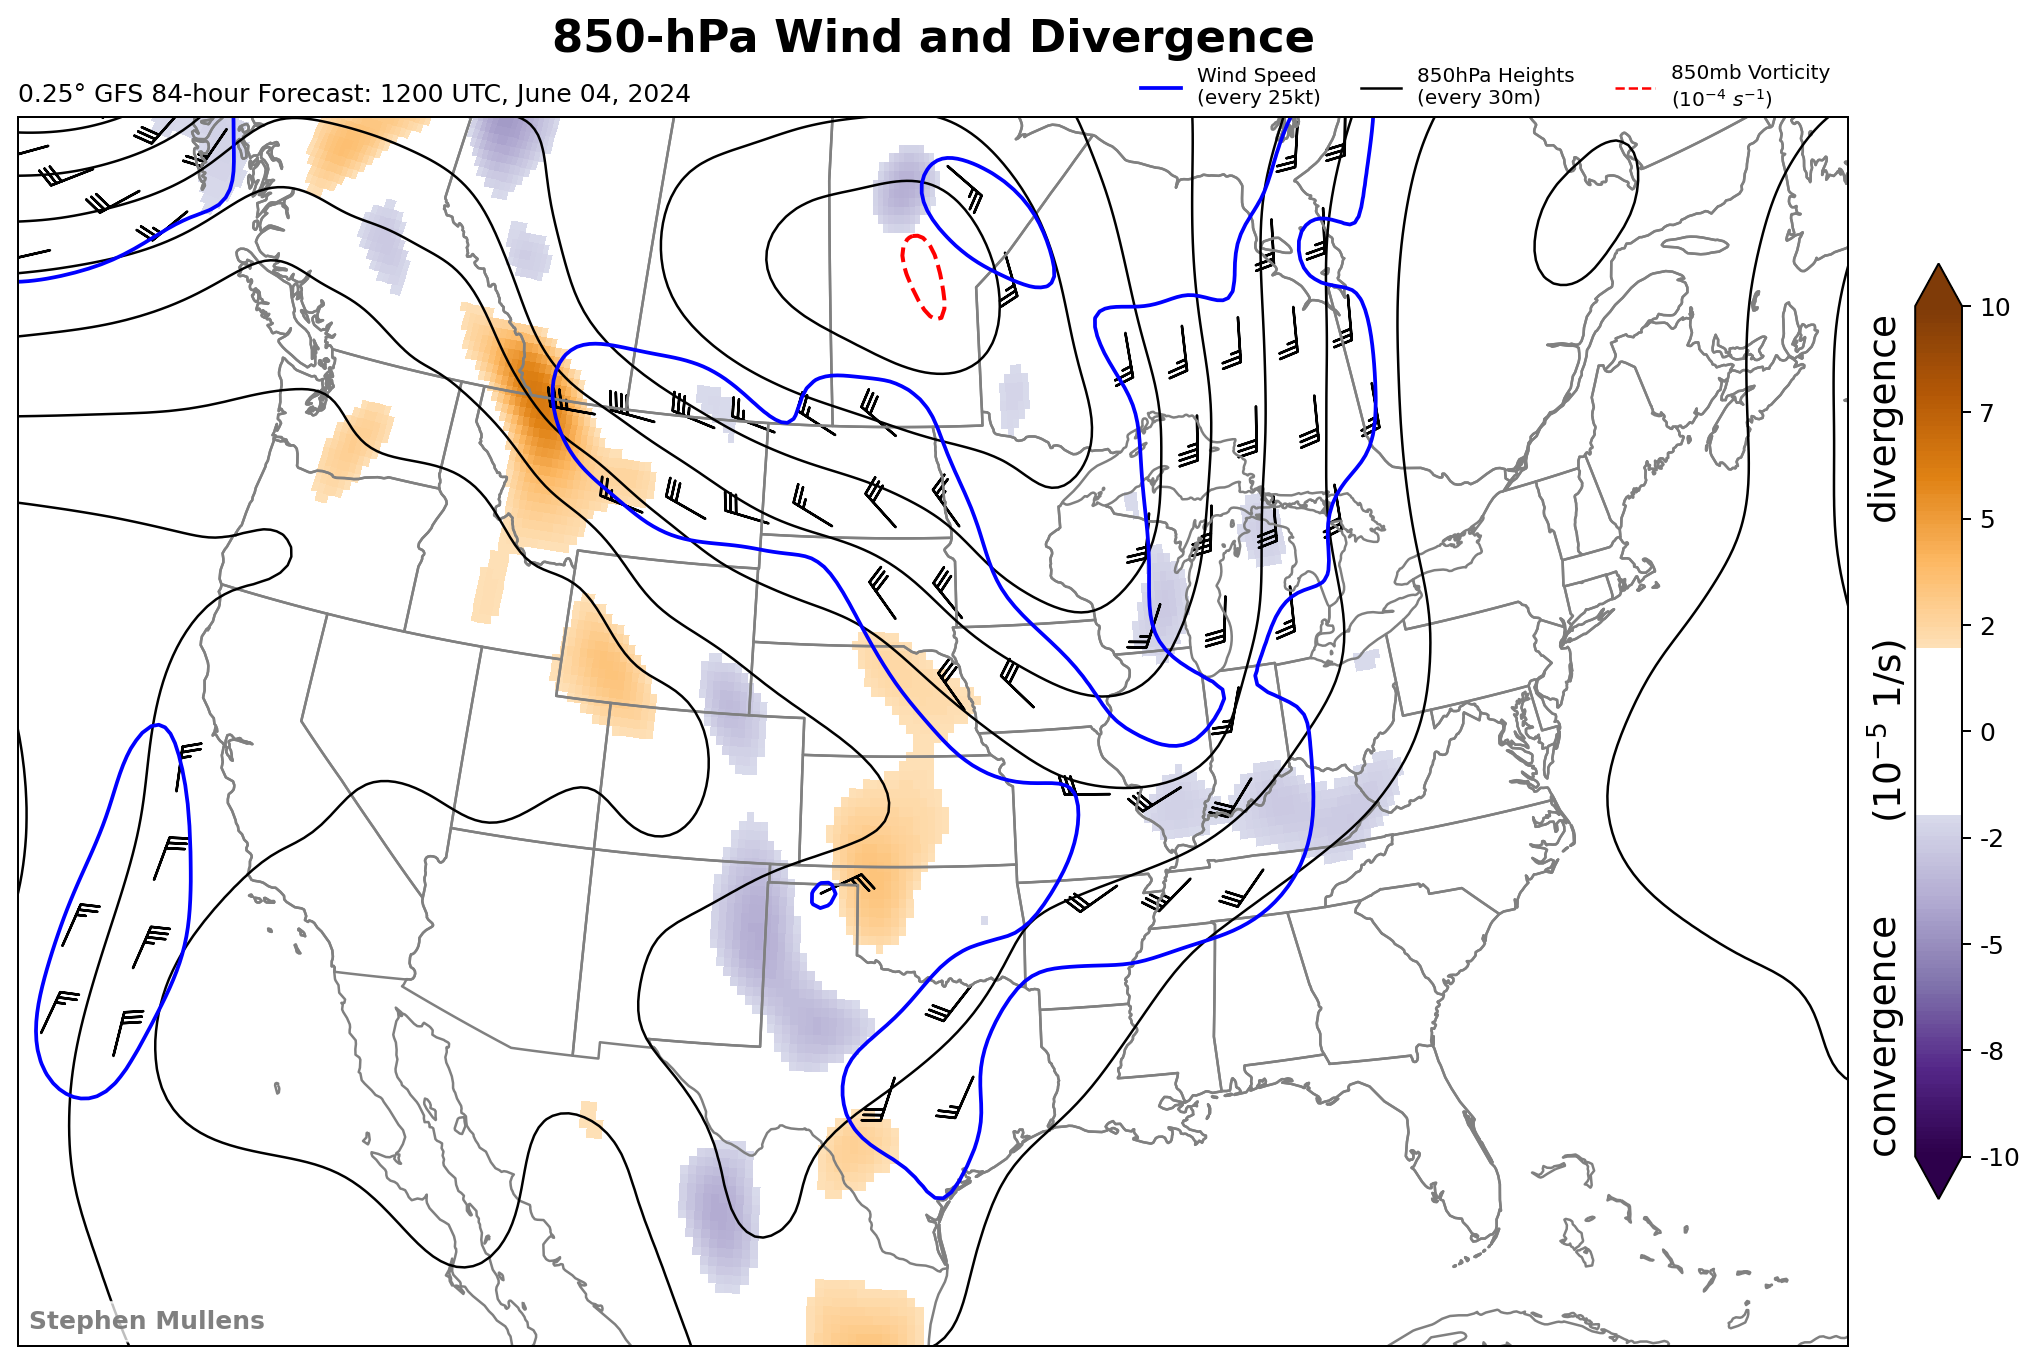 850-hPa Wind and Divergence
0.25° GFS 84-hour Forecast: 1200 UTC, June 04, 2024
Wind Speed
(every 25kt)
850hPa Heights
(every 30m)
850mb Vorticity
(10⁻⁴ s⁻¹)
10
7
5
2
0
-2
-5
-8
-10
convergence (10⁻⁵ 1/s) divergence
Stephen Mullens